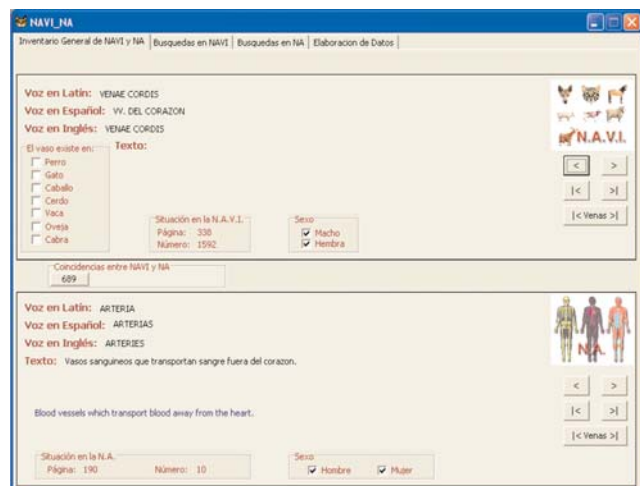 NAVI_NA
Inventario General de NAVI y NA | Busquedas en NAVI | Busquedas en NA | Elaboracion de Datos
Voz en Latín: VENAE CORDIS
Voz en Español: VV. DEL CORAZON
Voz en Inglés: VENAE CORDIS
El vaso existe en: Texto:
Perro
Gato
Caballo
Cerdo
Vaca
Oveja
Cabra
Situación en la N.A.V.I.
Página: 338
Número: 1592
Sexo
Macho
Hembra
N.A.V.I.
< >
|< >|
|< Venas >|
Coincidencias entre NAVI y NA
689
Voz en Latín: ARTERIA
Voz en Español: ARTERIAS
Voz en Inglés: ARTERIES
Texto: Vasos sanguineos que transportan sangre fuera del corazon.
Blood vessels which transport blood away from the heart.
Situación en la N.A.
Página: 190 Número: 10
Sexo
Hombre Mujer
N.A.
< >
|< >|
|< Venas >|